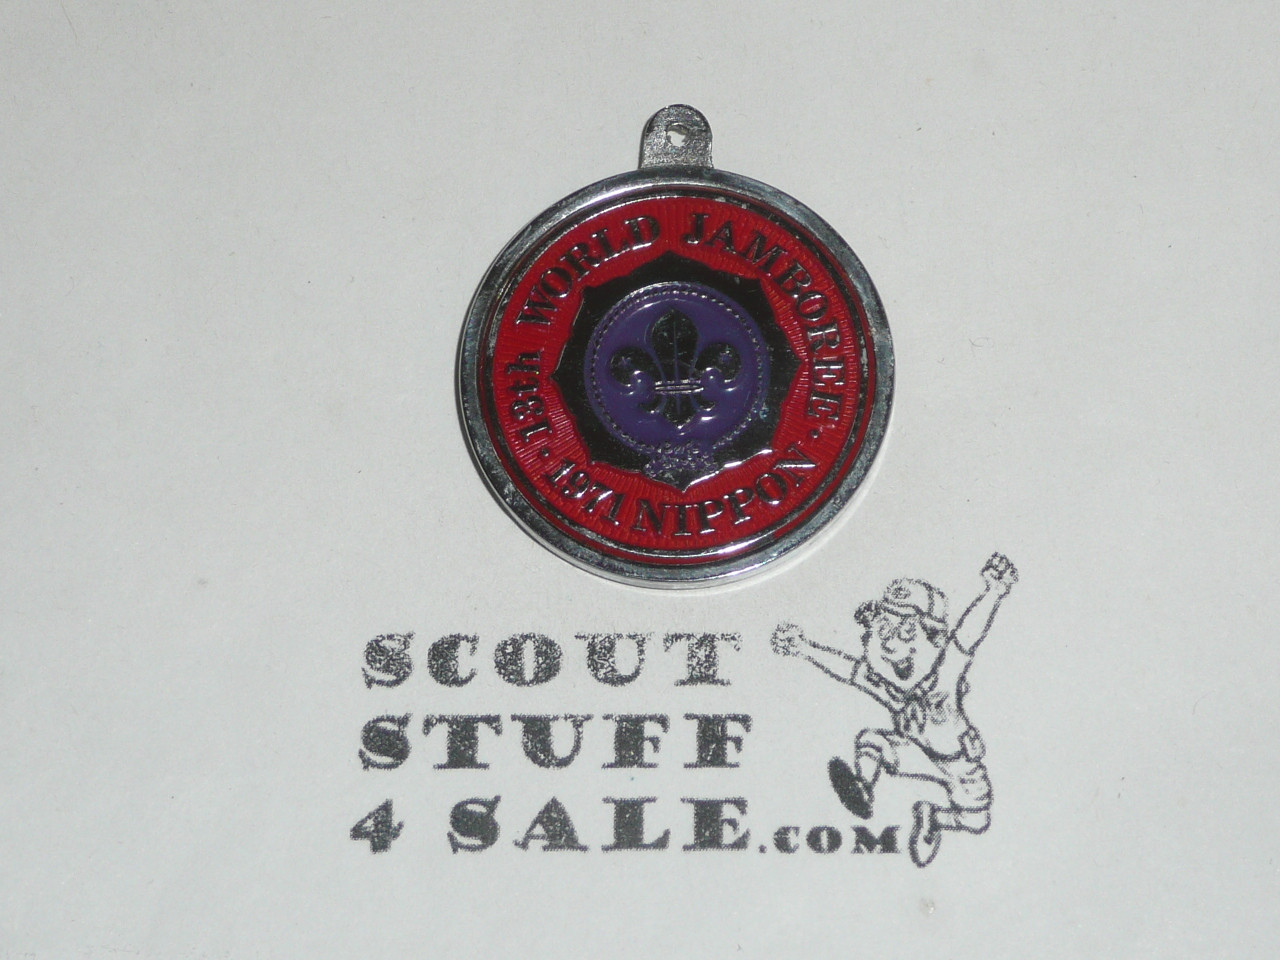 13th WORLD JAMBOREE
· 1971 NIPPON ·
SCOUT
STUFF
4 SALE.COM